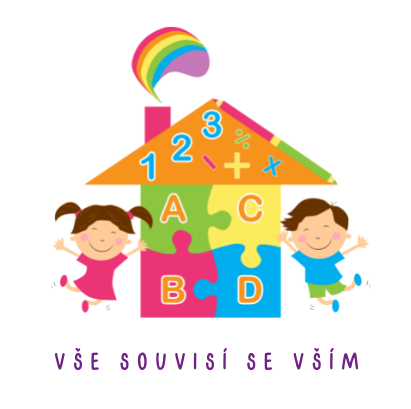 1 2 3 % - + x
A C
B D
VŠE SOUVISÍ SE VŠÍM